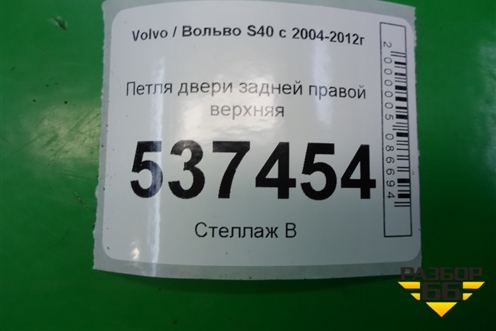 Volvo / Вольво S40 с 2004-2012г
Петля двери задней правой
верхняя
537454
Стеллаж В
2000005086694
РАЗБОР
66